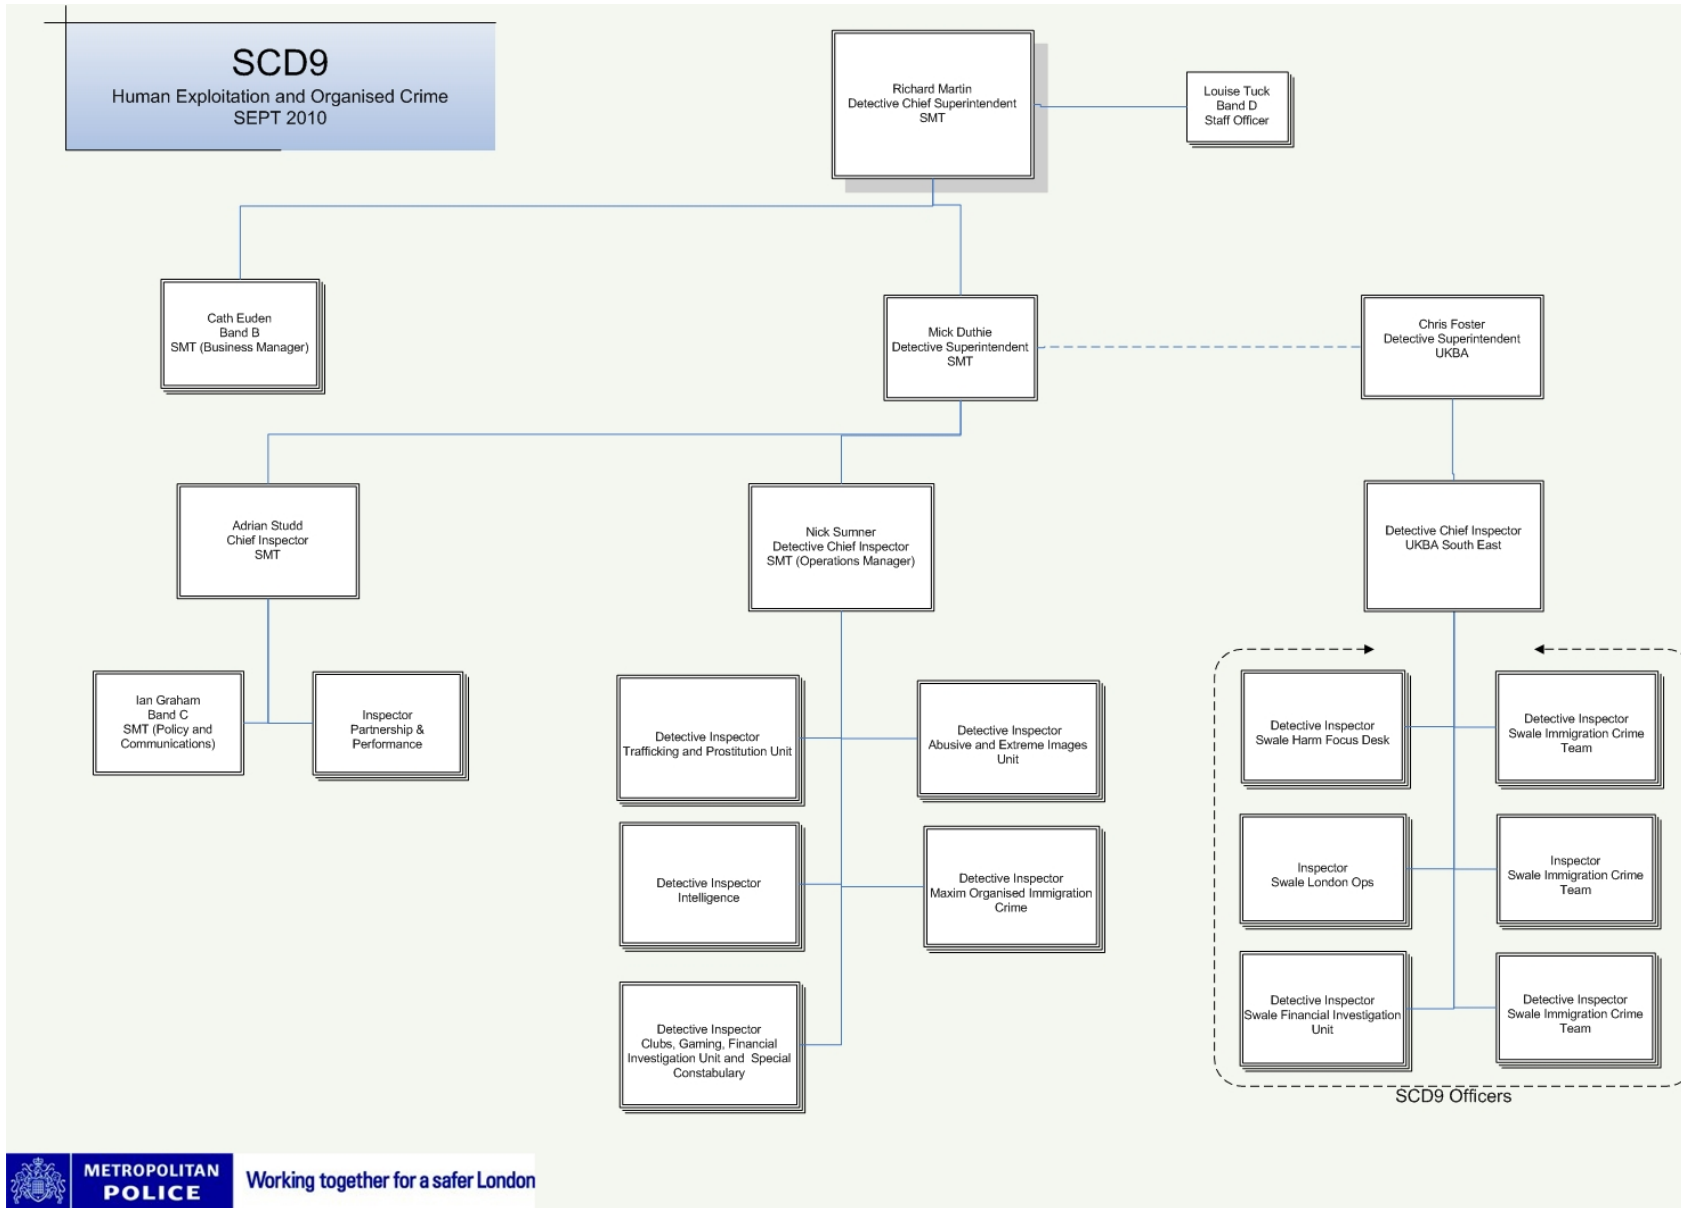 SCD9
Human Exploitation and Organised Crime
SEPT 2010
Richard Martin
Detective Chief Superintendent
SMT
Louise Tuck
Band D
Staff Officer
Cath Euden
Band B
SMT (Business Manager)
Mick Duthie
Detective Superintendent
SMT
Chris Foster
Detective Superintendent
UKBA
Adrian Studd
Chief Inspector
SMT
Nick Sumner
Detective Chief Inspector
SMT (Operations Manager)
Detective Chief Inspector
UKBA South East
Ian Graham
Band C
SMT (Policy and
Communications)
Inspector
Partnership &
Performance
Detective Inspector
Trafficking and Prostitution Unit
Detective Inspector
Abusive and Extreme Images
Unit
Detective Inspector
Swale Harm Focus Desk
Detective Inspector
Swale Immigration Crime
Team
Detective Inspector
Intelligence
Detective Inspector
Maxim Organised Immigration
Crime
Inspector
Swale London Ops
Inspector
Swale Immigration Crime
Team
Detective Inspector
Clubs, Gaming, Financial
Investigation Unit and Special
Constabulary
Detective Inspector
Swale Financial Investigation
Unit
Detective Inspector
Swale Immigration Crime
Team
SCD9 Officers
METROPOLITAN
POLICE
Working together for a safer London